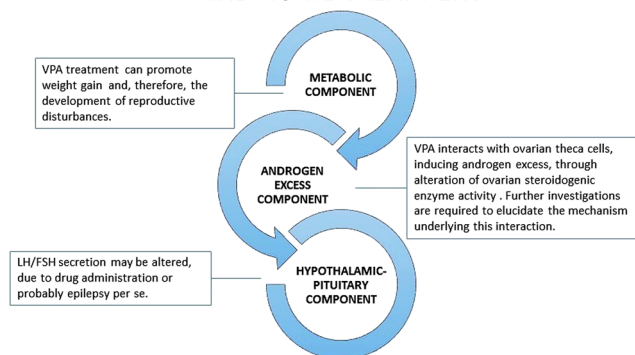 METABOLIC
COMPONENT
VPA treatment can promote
weight gain and, therefore, the
development of reproductive
disturbances.
ANDROGEN
EXCESS
COMPONENT
VPA interacts with ovarian theca cells,
inducing androgen excess, through
alteration of ovarian steroidogenic
enzyme activity . Further investigations
are required to elucidate the mechanism
underlying this interaction.
HYPOTHALAMIC-
PITUITARY
COMPONENT
LH/FSH secretion may be altered,
due to drug administration or
probably epilepsy per se.